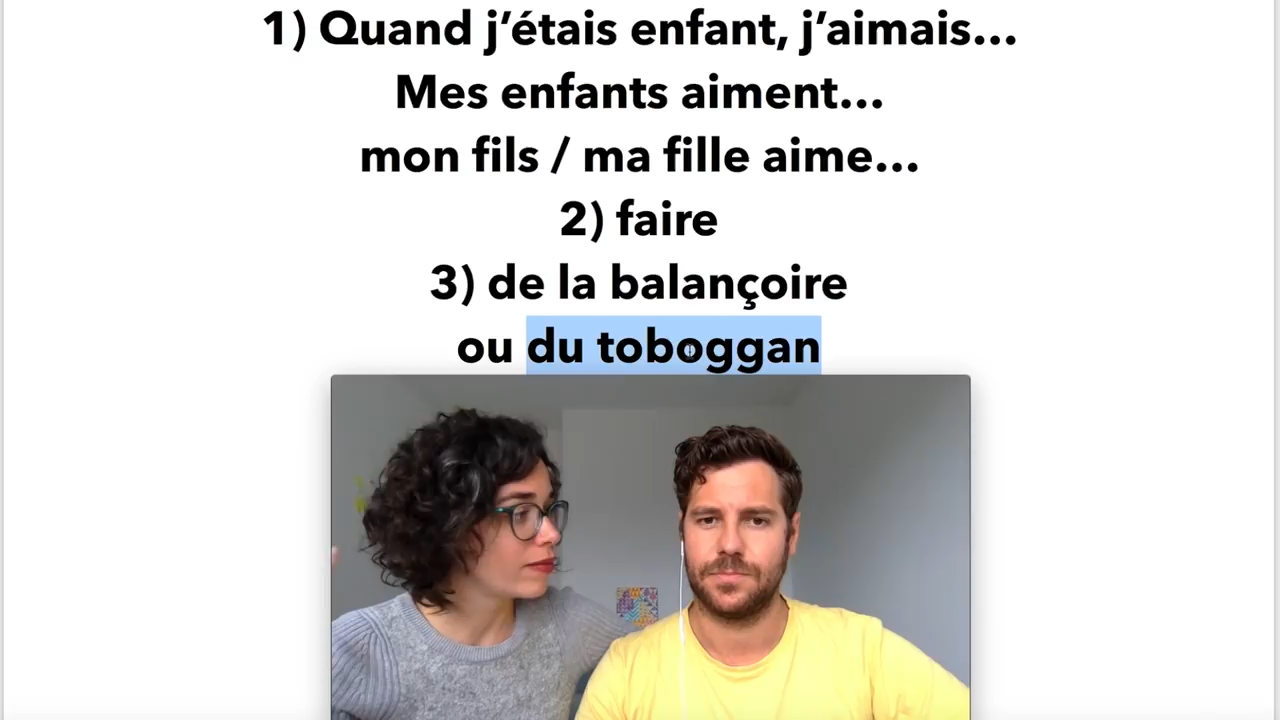 1) Quand j’étais enfant, j’aimais…
Mes enfants aiment…
mon fils / ma fille aime…
2) faire
3) de la balançoire
ou du toboggan